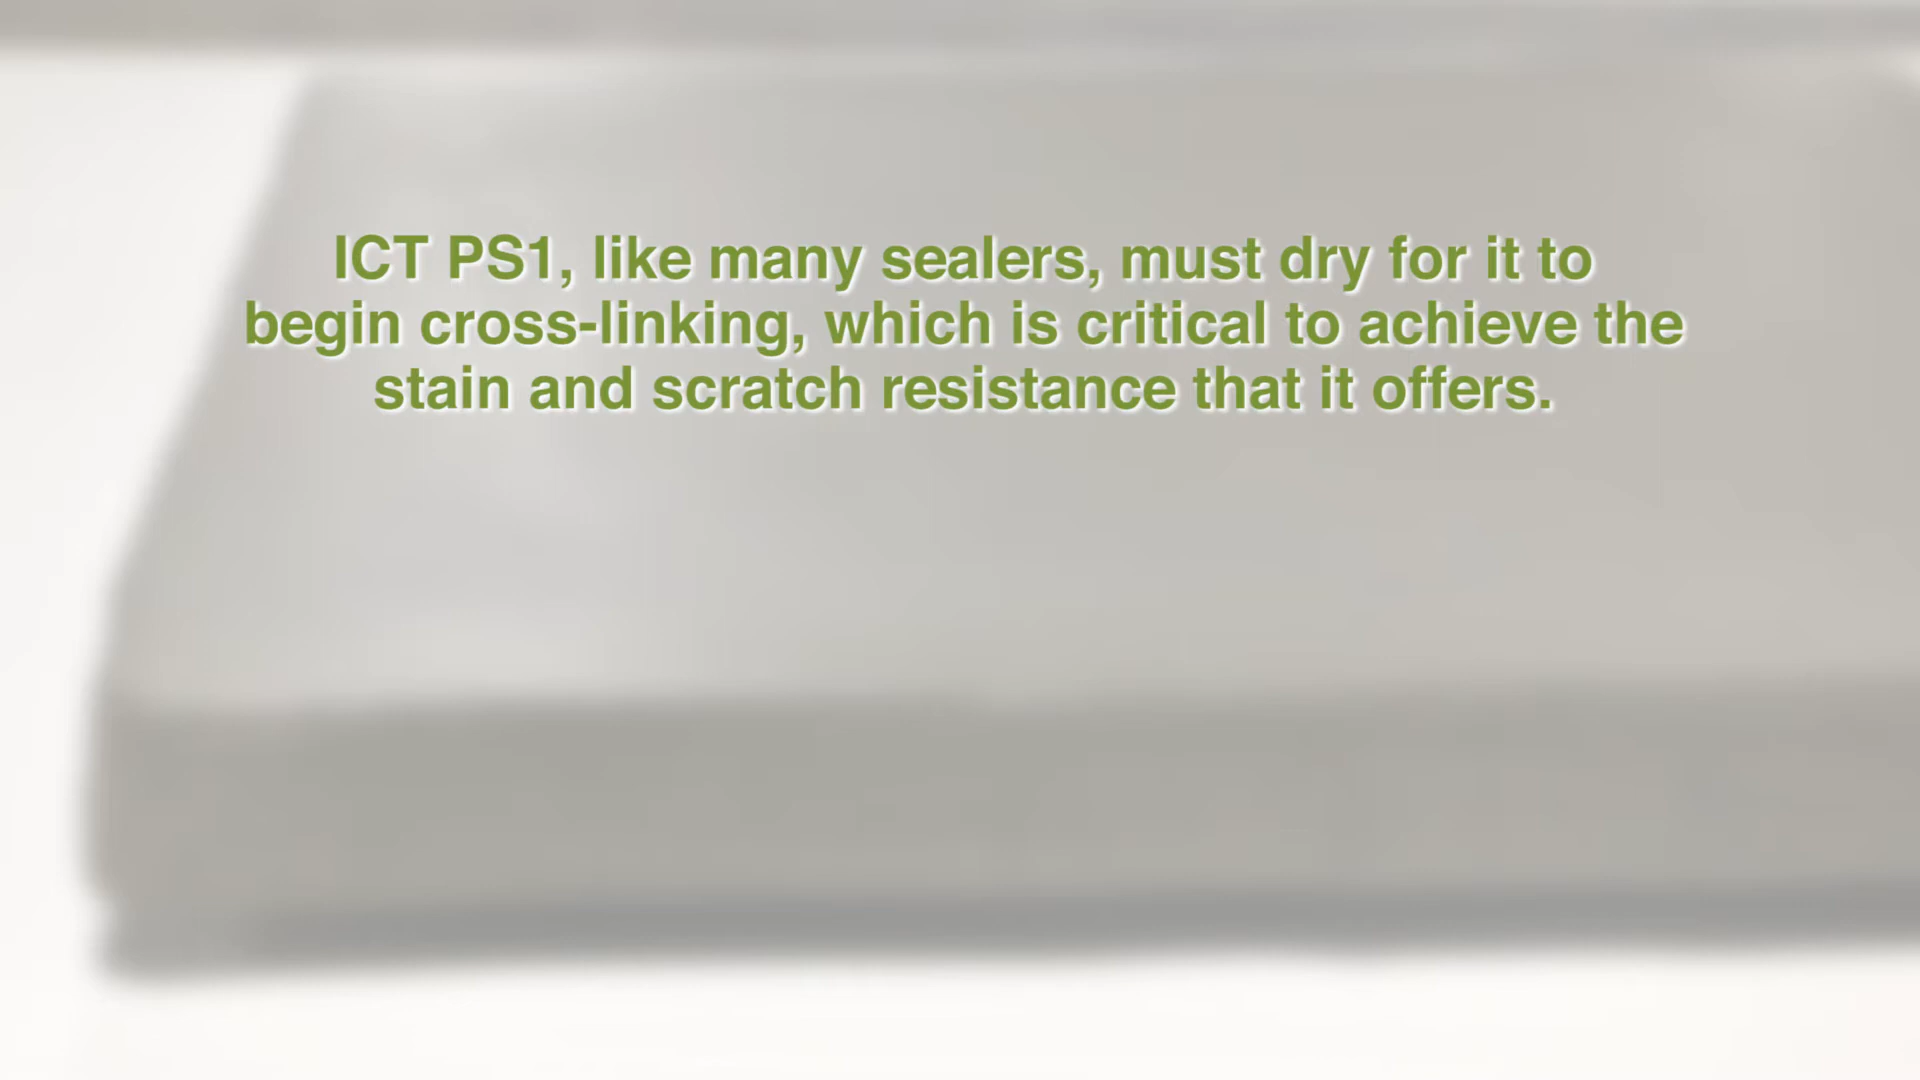 ICT PS1, like many sealers, must dry for it to
begin cross-linking, which is critical to achieve the
stain and scratch resistance that it offers.